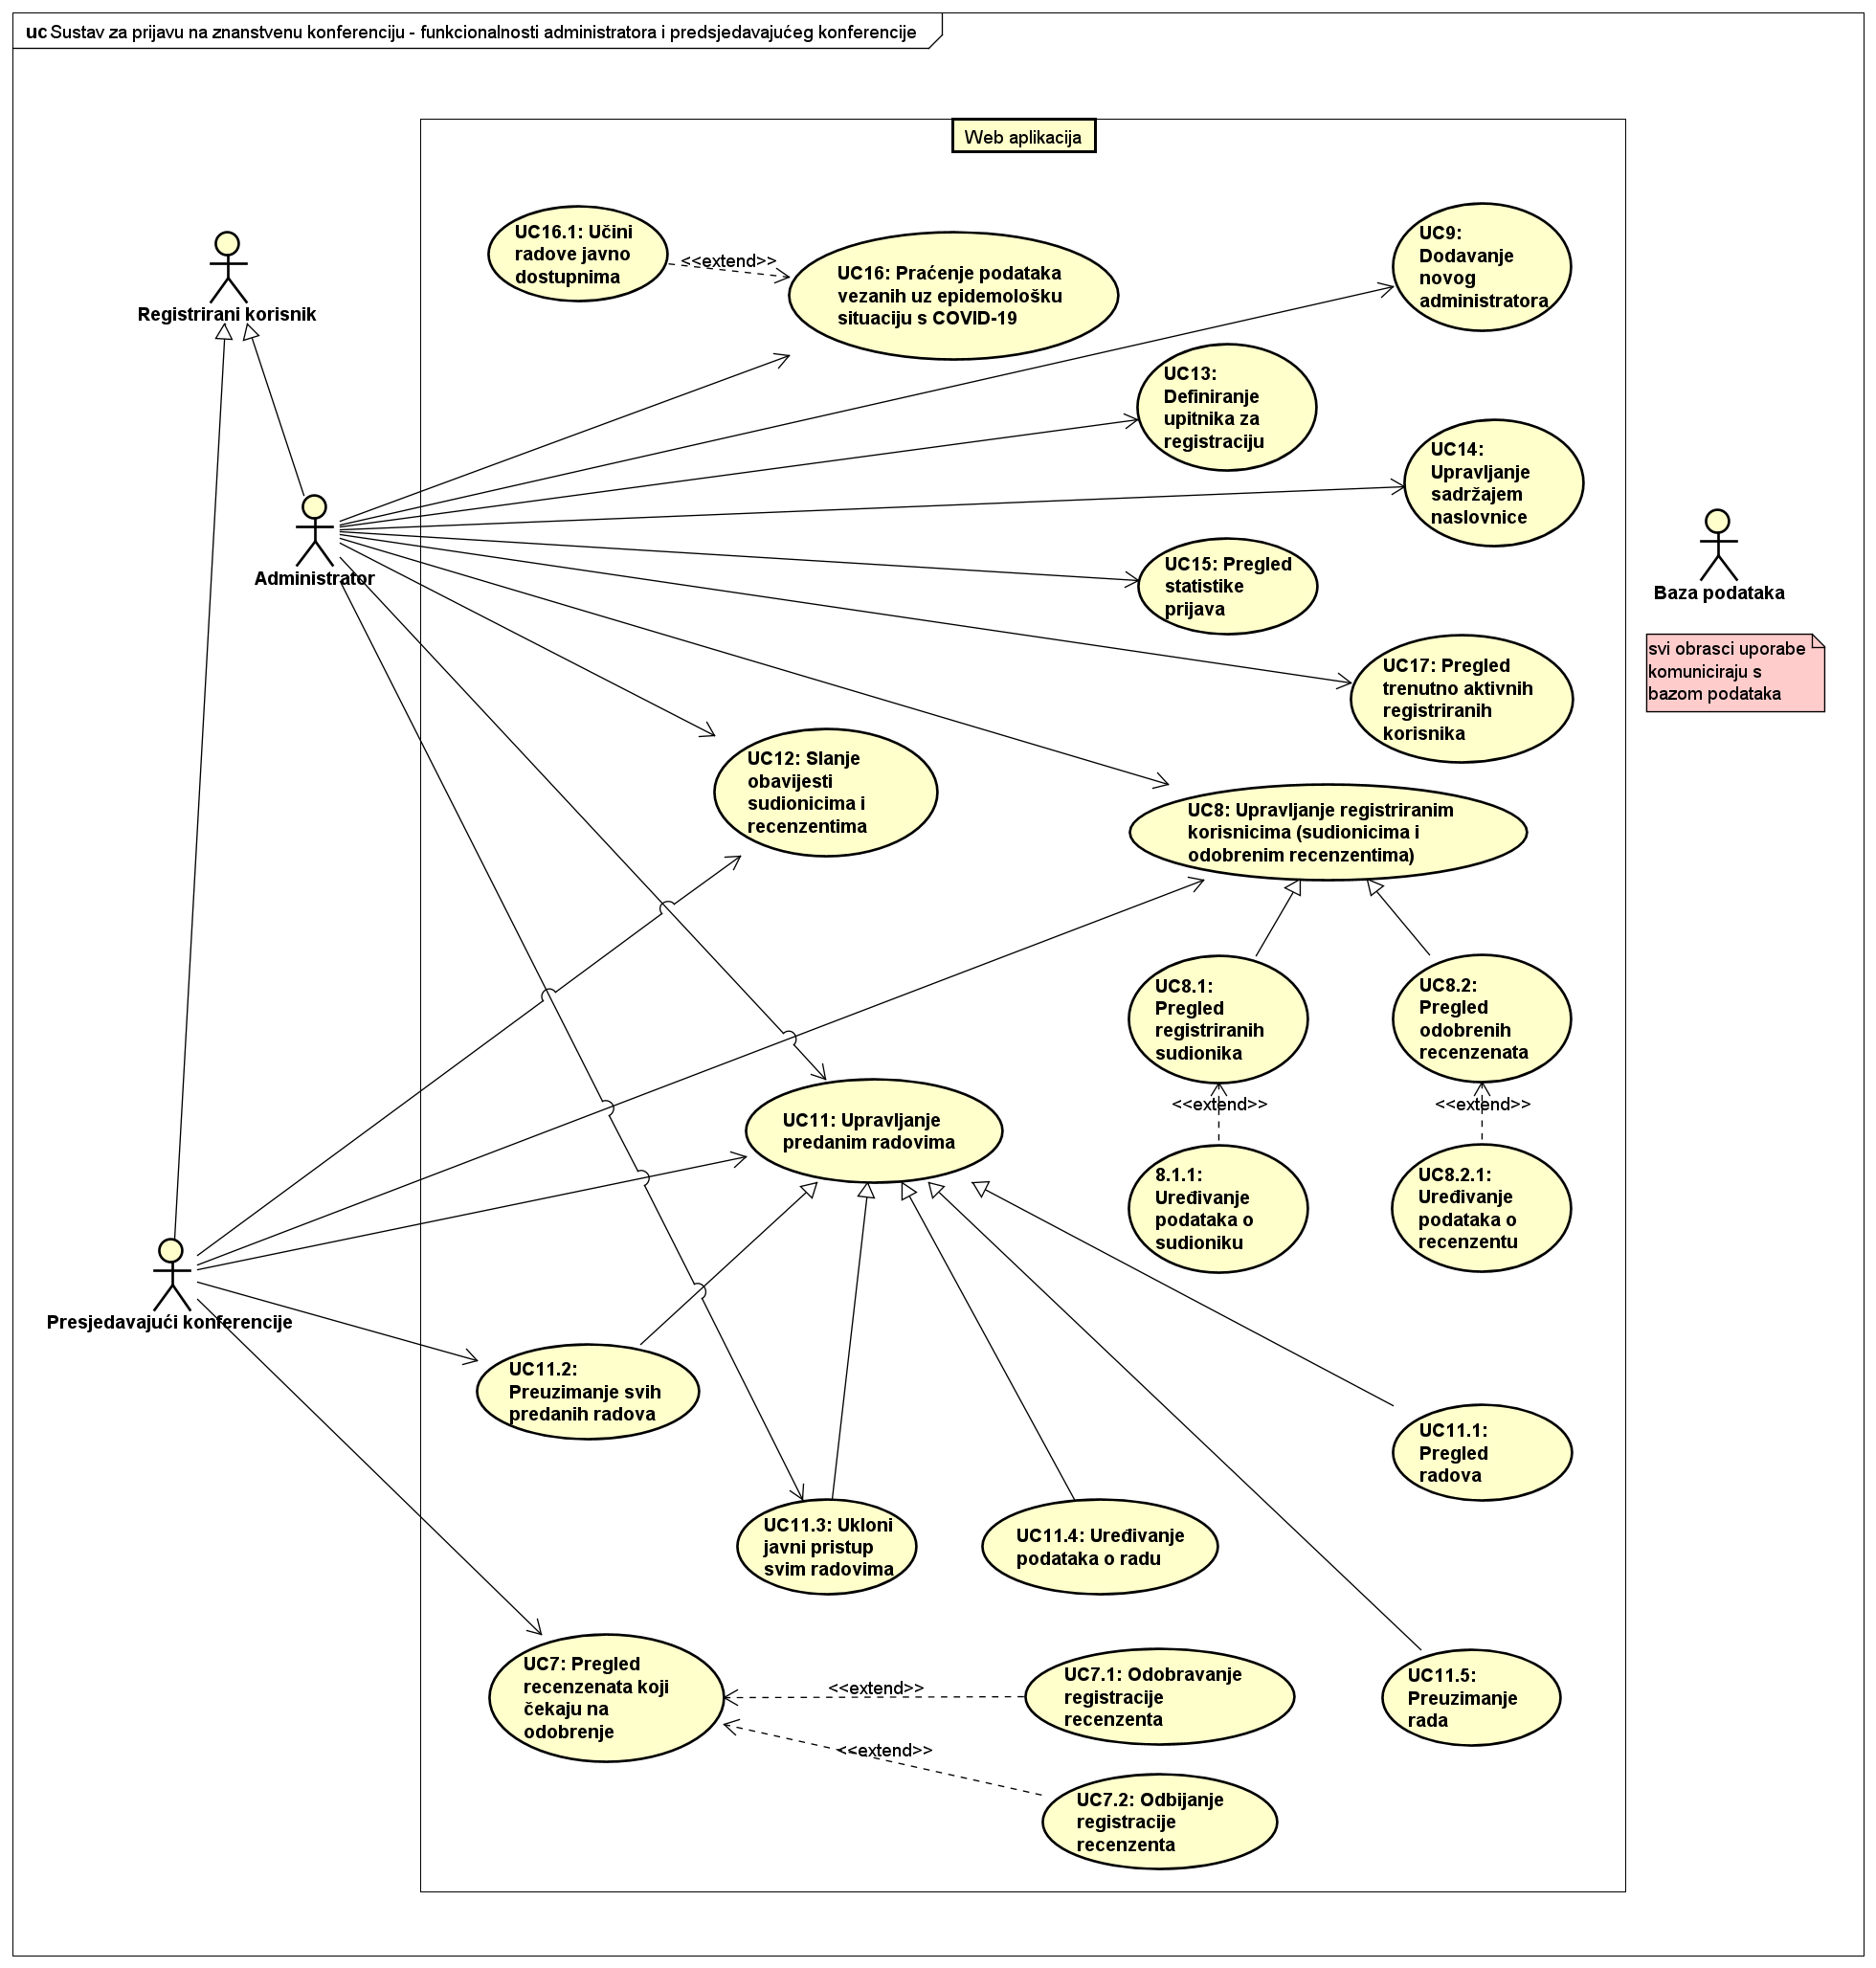 uc Sustav za prijavu na znanstvenu konferenciju - funkcionalnosti administratora i predsjedavajućeg konferencije
Web aplikacija
UC16.1: Učini
radove javno
dostupnima
<<extend>>
UC16: Praćenje podataka
vezanih uz epidemološku
situaciju s COVID-19
UC9:
Dodavanje
novog
administratora
Registrirani korisnik
UC13:
Definiranje
upitnika za
registraciju
UC14:
Upravljanje
sadržajem
naslovnice
Administrator
UC15: Pregled
statistike
prijava
Baza podataka
svi obrasci uporabe
komuniciraju s
bazom podataka
UC17: Pregled
trenutno aktivnih
registriranih
korisnika
UC12: Slanje
obavijesti
sudionicima i
recenzentima
UC8: Upravljanje registriranim
korisnicima (sudionicima i
odobrenim recenzentima)
UC8.1:
Pregled
registriranih
sudionika
UC8.2:
Pregled
odobrenih
recenzenata
<<extend>>
<<extend>>
UC11: Upravljanje
predanim radovima
8.1.1:
Uređivanje
podataka o
sudioniku
UC8.2.1:
Uređivanje
podataka o
recenzentu
Presjedavajući konferencije
UC11.2:
Preuzimanje svih
predanih radova
UC11.1:
Pregled
radova
UC11.3: Ukloni
javni pristup
svim radovima
UC11.4: Uređivanje
podataka o radu
UC7: Pregled
recenzenata koji
čekaju na
odobrenje
<<extend>>
UC7.1: Odobravanje
registracije
recenzenta
UC11.5:
Preuzimanje
rada
<<extend>>
UC7.2: Odbijanje
registracije
recenzenta